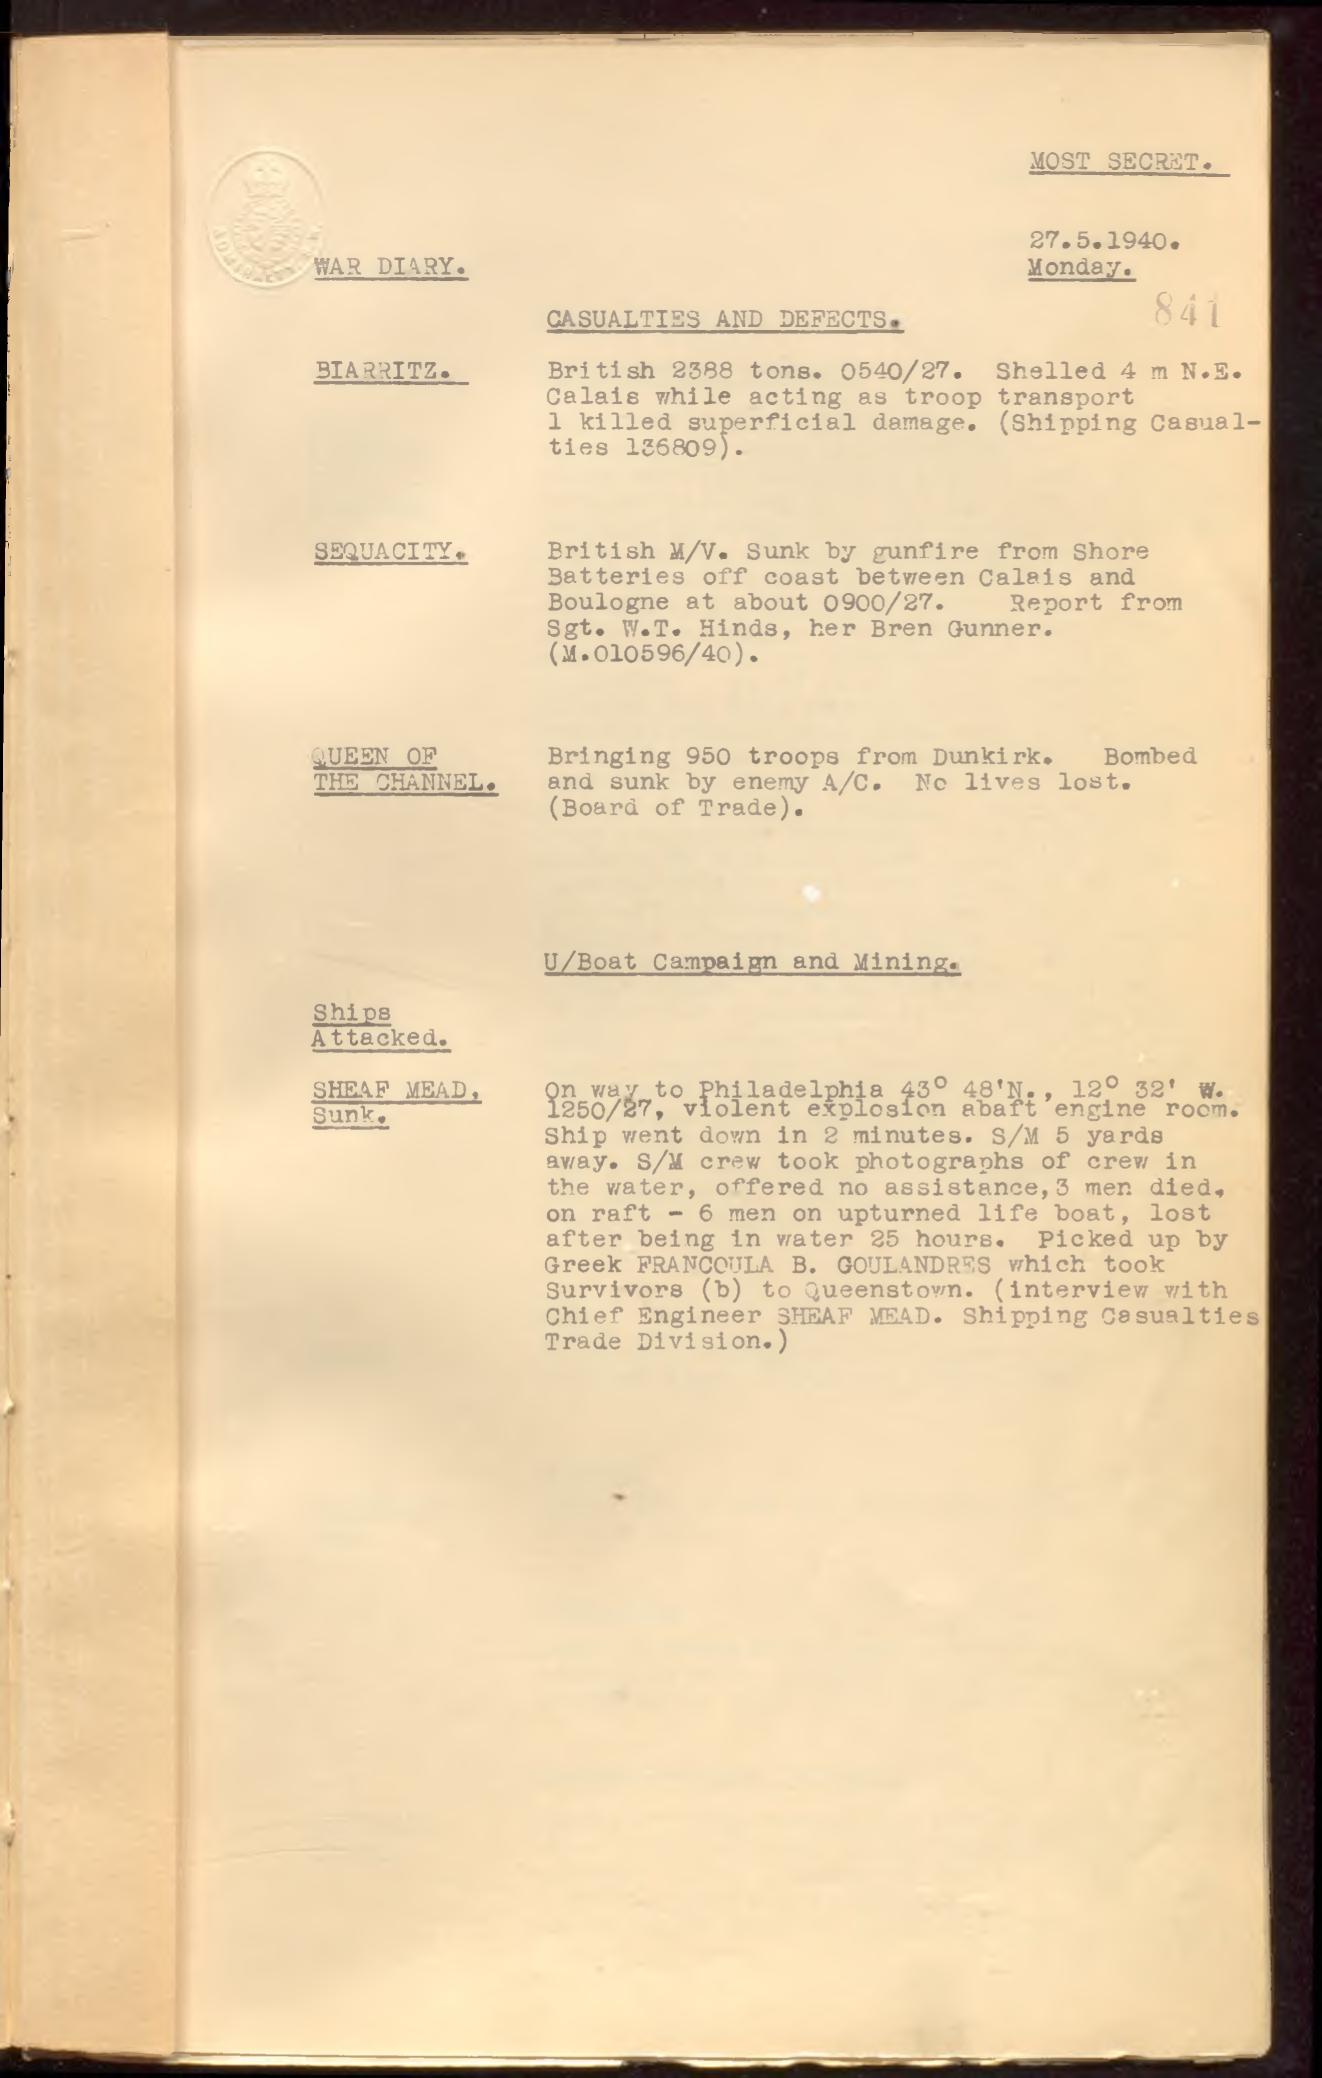 MOST SECRET.
27.5.1940.
WAR DIARY. Monday.
841
CASUALTIES AND DEFECTS.
BIARRITZ. British 2388 tons. 0540/27. Shelled 4 m N.E.
Calais while acting as troop transport
1 killed superficial damage. (Shipping Casual-
ties 136809).
SEQUACITY. British M/V. Sunk by gunfire from Shore
Batteries off coast between Calais and
Boulogne at about 0900/27. Report from
Sgt. W.T. Hinds, her Bren Gunner.
(M.010596/40).
QUEEN OF Bringing 950 troops from Dunkirk. Bombed
THE CHANNEL. and sunk by enemy A/C. No lives lost.
(Board of Trade).
U/Boat Campaign and Mining.
Ships
Attacked.
SHEAF MEAD. On way to Philadelphia 43° 48'N., 12° 32' W.
Sunk. 1250/27, violent explosion abaft engine room.
Ship went down in 2 minutes. S/M 5 yards
away. S/M crew took photographs of crew in
the water, offered no assistance, 3 men died,
on raft - 6 men on upturned life boat, lost
after being in water 25 hours. Picked up by
Greek FRANCOULA B. GOULANDRES which took
Survivors (b) to Queenstown. (interview with
Chief Engineer SHEAF MEAD. Shipping Casualties
Trade Division.)